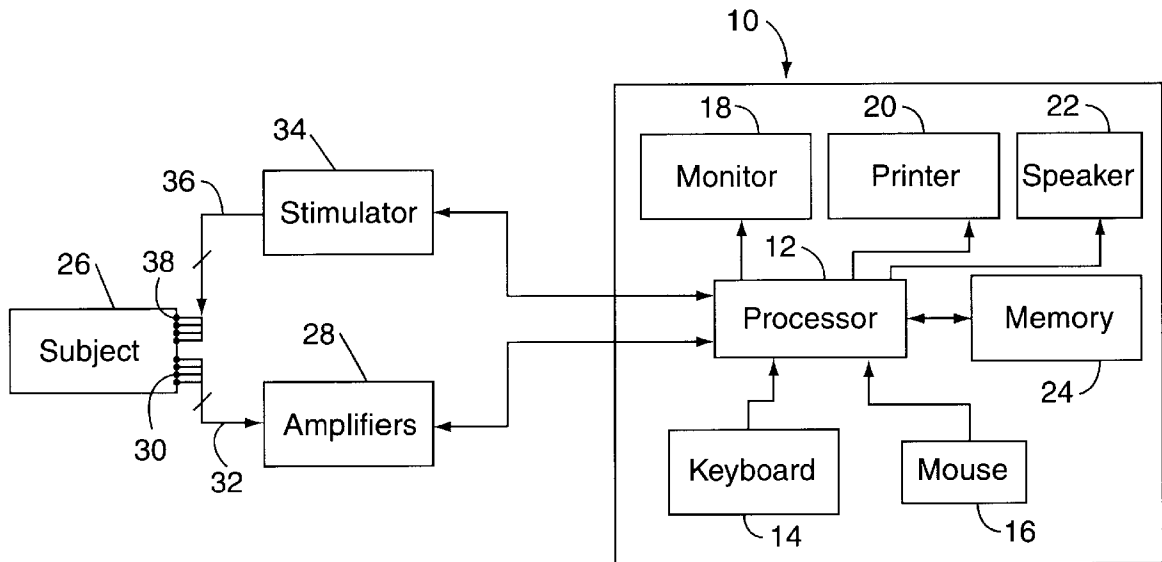 10
18
20
22
34
Monitor
Printer
Speaker
36
Stimulator
12
26
38
Processor
Memory
Subject
28
24
Amplifiers
30
32
Keyboard
Mouse
14
16